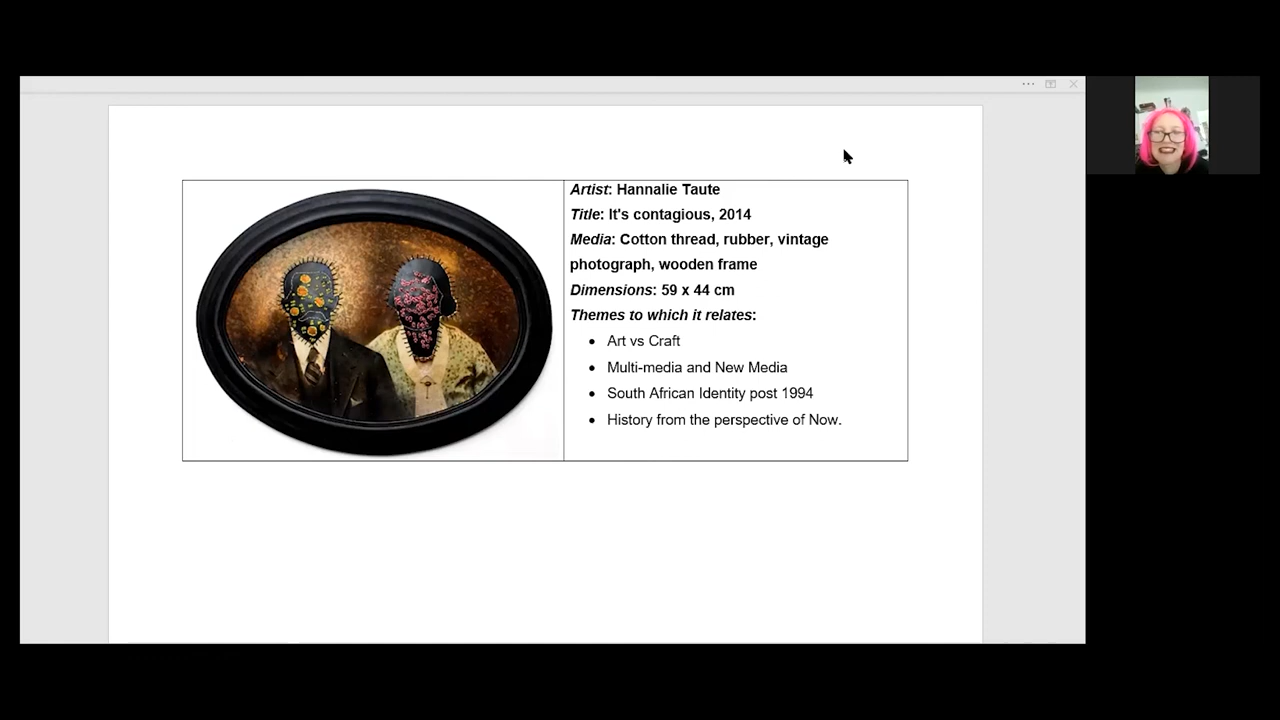 Artist: Hannalie Taute
Title: It's contagious, 2014
Media: Cotton thread, rubber, vintage
photograph, wooden frame
Dimensions: 59 x 44 cm
Themes to which it relates:
• Art vs Craft
• Multi-media and New Media
• South African Identity post 1994
• History from the perspective of Now.